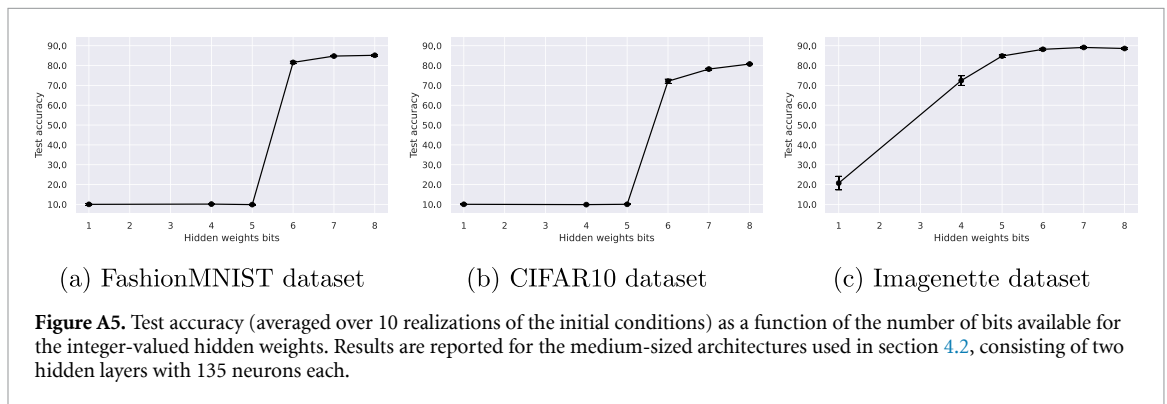 90.0
80.0
70.0
60.0
50.0
40.0
30.0
20.0
10.0
Test accuracy
1 2 3 4 5 6 7 8
Hidden weights bits
(a) FashionMNIST dataset
90.0
80.0
70.0
60.0
50.0
40.0
30.0
20.0
10.0
Test accuracy
1 2 3 4 5 6 7 8
Hidden weights bits
(b) CIFAR10 dataset
90.0
80.0
70.0
60.0
50.0
40.0
30.0
20.0
10.0
Test accuracy
1 2 3 4 5 6 7 8
Hidden weights bits
(c) Imagenette dataset
Figure A5. Test accuracy (averaged over 10 realizations of the initial conditions) as a function of the number of bits available for
the integer-valued hidden weights. Results are reported for the medium-sized architectures used in section 4.2, consisting of two
hidden layers with 135 neurons each.